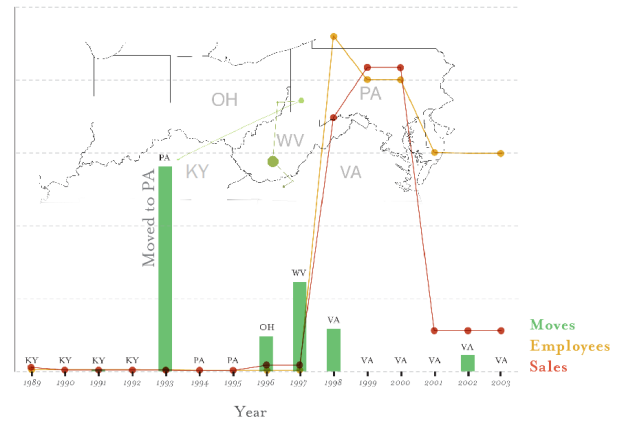 OH
PA
WV
KY
VA
Moved to PA
PA
WV
OH
VA
VA
KY KY KY KY PA PA VA VA VA VA
1989 1990 1991 1992 1993 1994 1995 1996 1997 1998 1999 2000 2001 2002 2003
Year
Moves
Employees
Sales